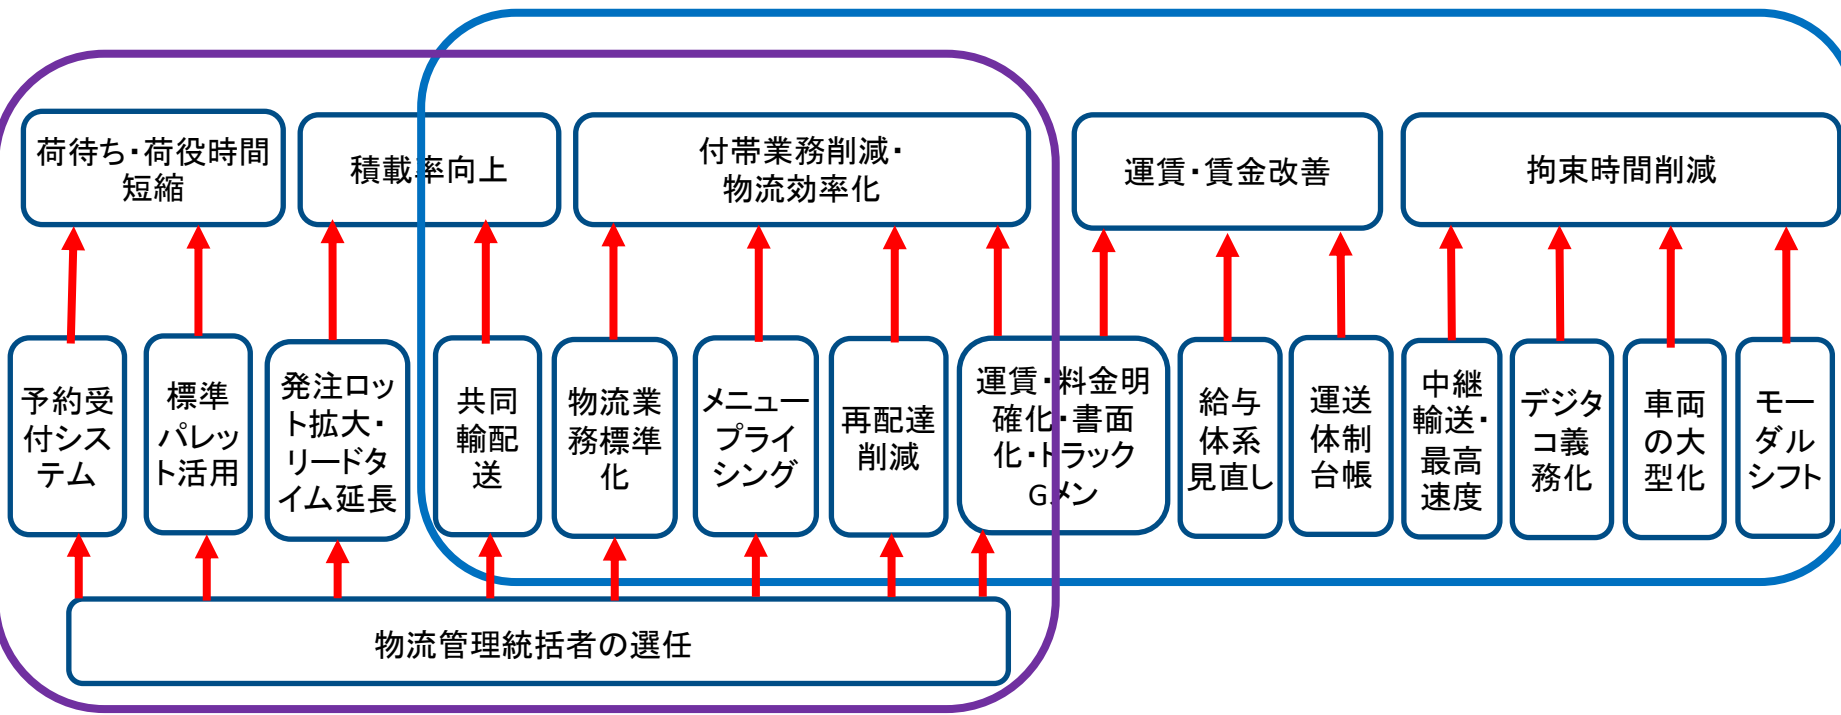 荷待ち・荷役時間
短縮
積載率向上
付帯業務削減・
物流効率化
運賃・賃金改善
拘束時間削減
予約受
付シス
テム
標準
パレッ
ト活用
発注ロッ
ト拡大・
リードタ
イム延長
共同
輸配
送
物流業
務標準
化
メニュー
プライ
シング
再配達
削減
運賃・料金明
確化・書面
化・トラック
Gメン
給与
体系
見直し
運送
体制
台帳
中継
輸送・
最高
速度
デジタ
コ義
務化
車両
の大
型化
モー
ダル
シフト
物流管理統括者の選任